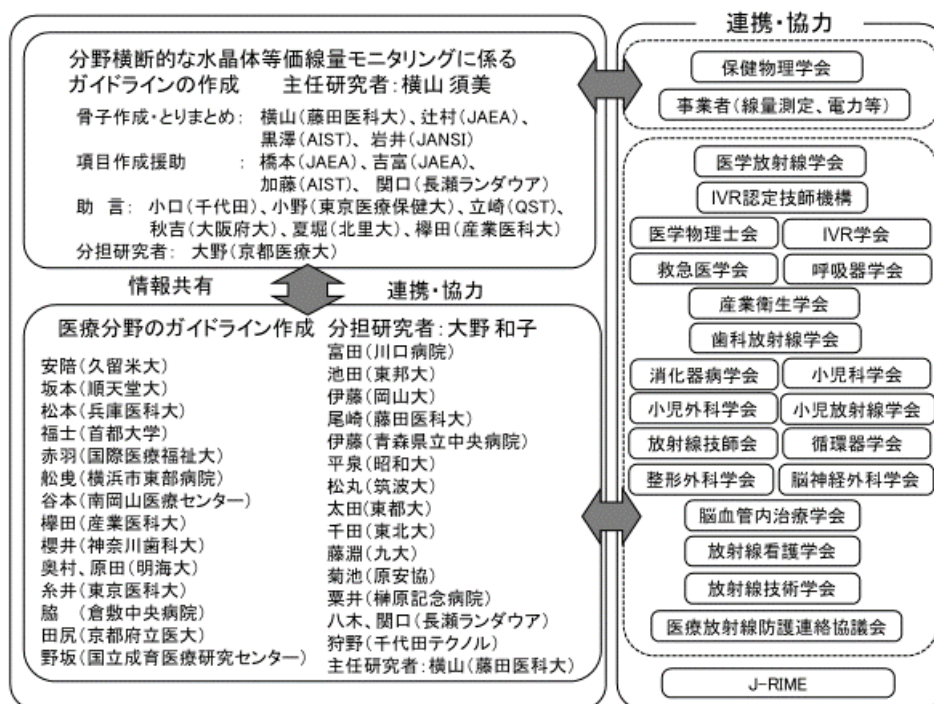 分野横断的な水晶体等価線量モニタリングに係る
ガイドラインの作成 主任研究者：横山 須美
骨子作成・とりまとめ： 横山（藤田医科大）、辻村（JAEA）、
黒澤（AIST）、岩井（JANSI）
項目作成援助 ： 橋本（JAEA）、吉富（JAEA）、
加藤（AIST）、関口（長瀬ランダウア）
助 言： 小口（千代田）、小野（東京医療保健大）、立崎（QST）、
秋吉（大阪府大）、夏堀（北里大）、欅田（産業医科大）
分担研究者： 大野（京都医療大）
情報共有
連携・協力
医療分野のガイドライン作成 分担研究者：大野 和子
安陪（久留米大）
坂本（順天堂大）
松本（兵庫医科大）
福士（首都大学）
赤羽（国際医療福祉大）
舩曵（横浜市東部病院）
谷本（南岡山医療センター）
欅田（産業医科大）
櫻井（神奈川歯科大）
奥村、原田（明海大）
糸井（東京医科大）
脇 （倉敷中央病院）
田尻（京都府立医大）
野坂（国立成育医療研究センター）
富田（川口病院）
池田（東邦大）
伊藤（岡山大）
尾崎（藤田医科大）
伊藤（青森県立中央病院）
平泉（昭和大）
松丸（筑波大）
太田（東都大）
千田（東北大）
藤淵（九大）
菊池（原安協）
粟井（榊原記念病院）
八木、関口（長瀬ランダウア）
狩野（千代田テクノル）
主任研究者：横山（藤田医科大）
連携・協力
保健物理学会
事業者（線量測定、電力等）
医学放射線学会
IVR認定技師機構
医学物理士会
IVR学会
救急医学会
呼吸器学会
産業衛生学会
歯科放射線学会
消化器病学会
小児科学会
小児外科学会
小児放射線学会
放射線技師会
循環器学会
整形外科学会
脳神経外科学会
脳血管内治療学会
放射線看護学会
放射線技術学会
医療放射線防護連絡協議会
J-RIME